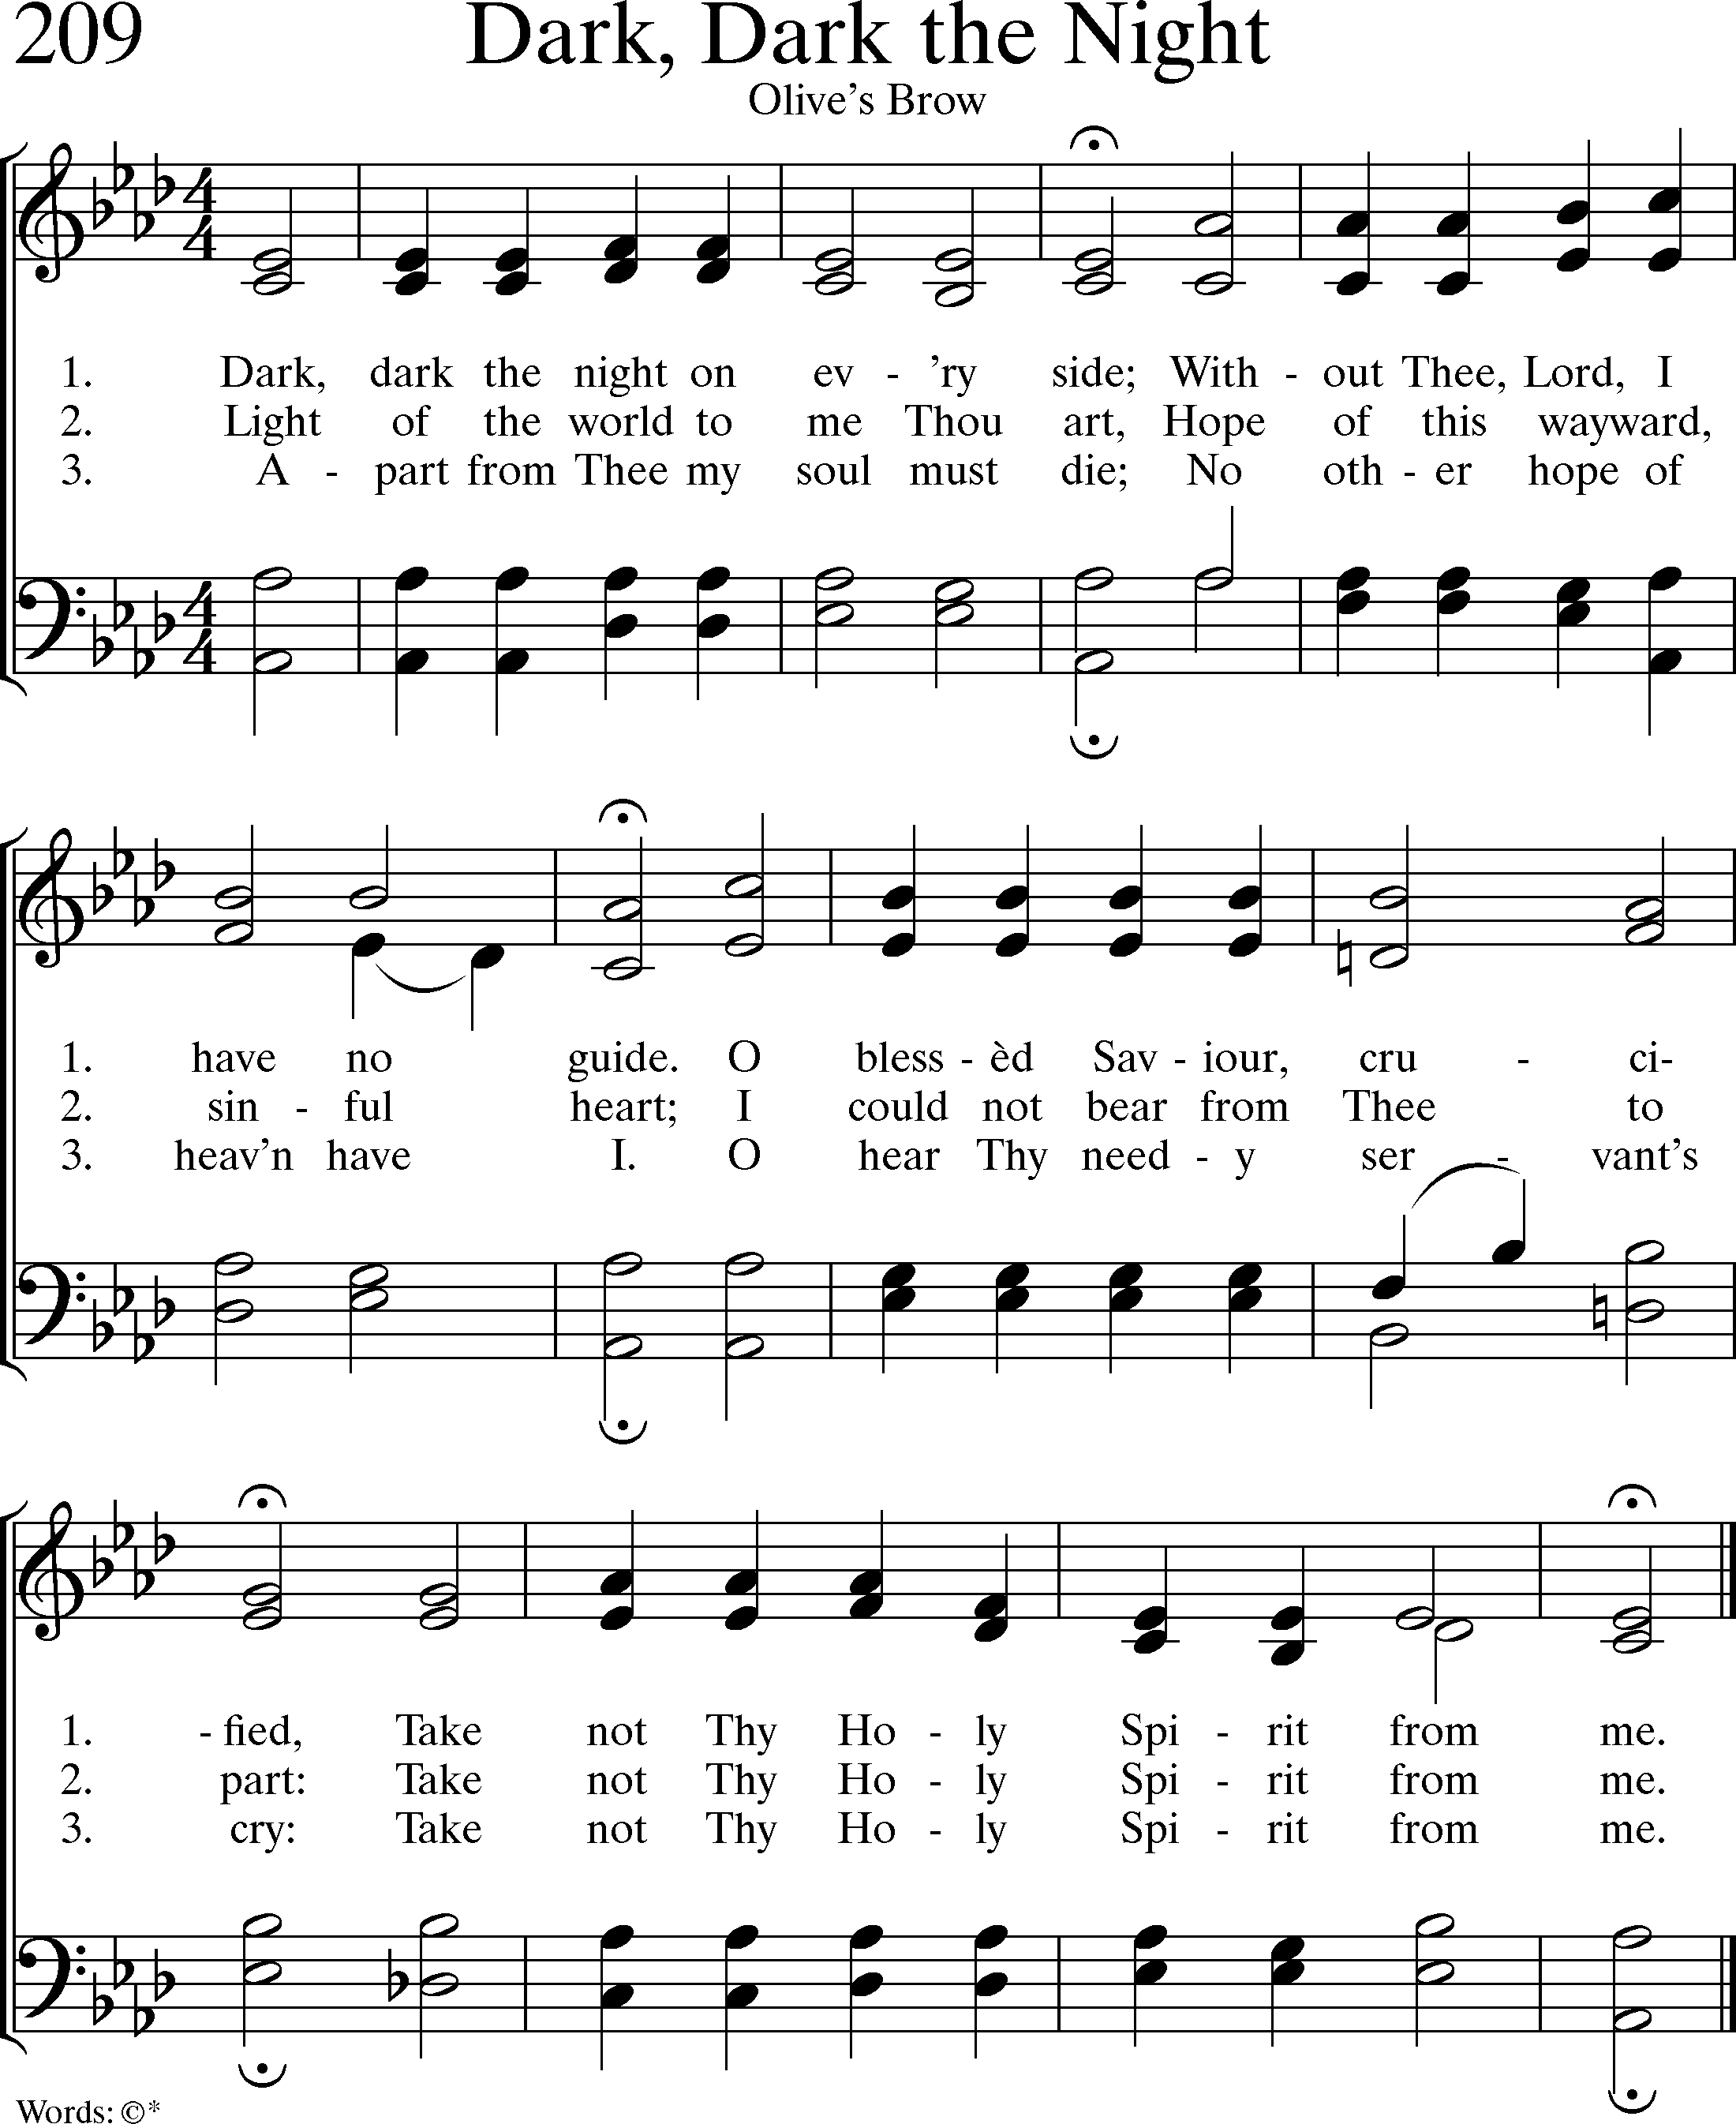 209
Dark, Dark the Night
Olive's Brow
1. Dark, dark the night on ev - 'ry side; With - out Thee, Lord, I
2. Light of the world to me Thou art, Hope of this wayward,
3. A - part from Thee my soul must die; No oth - er hope of
1. have no guide. O bless - èd Sav - iour, cru - ci-
2. sin - ful heart; I could not bear from Thee to
3. heav'n have I. O hear Thy need - y ser - vant's
1. - fied, Take not Thy Ho - ly Spi - rit from me.
2. part: Take not Thy Ho - ly Spi - rit from me.
3. cry: Take not Thy Ho - ly Spi - rit from me.
Words: ©*